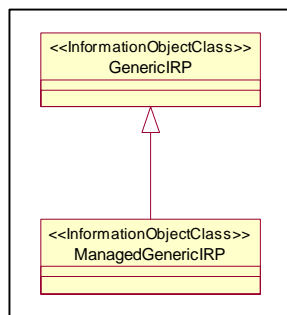 <<InformationObjectClass>>
GenericIRP
<<InformationObjectClass>>
ManagedGenericIRP